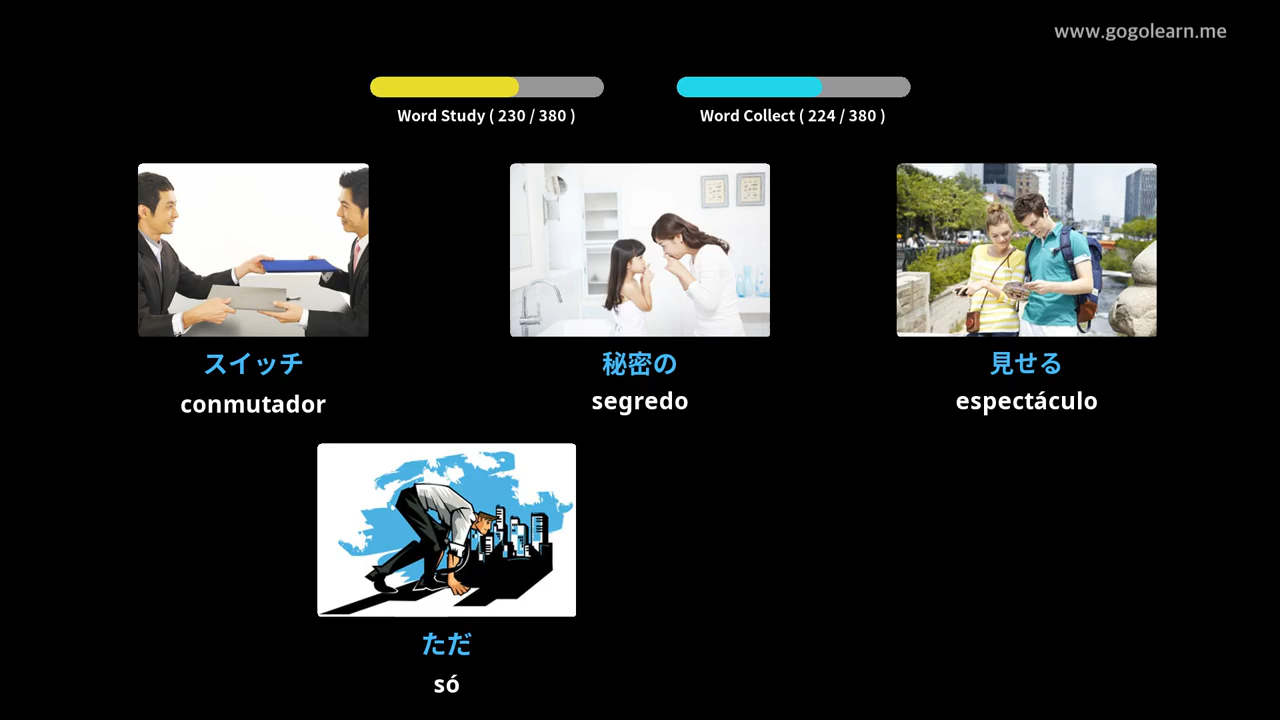 www.gogolearn.me
Word Study ( 230 / 380 )
Word Collect ( 224 / 380 )
スイッチ
conmutador
秘密の
segredo
見せる
espectáculo
ただ
só